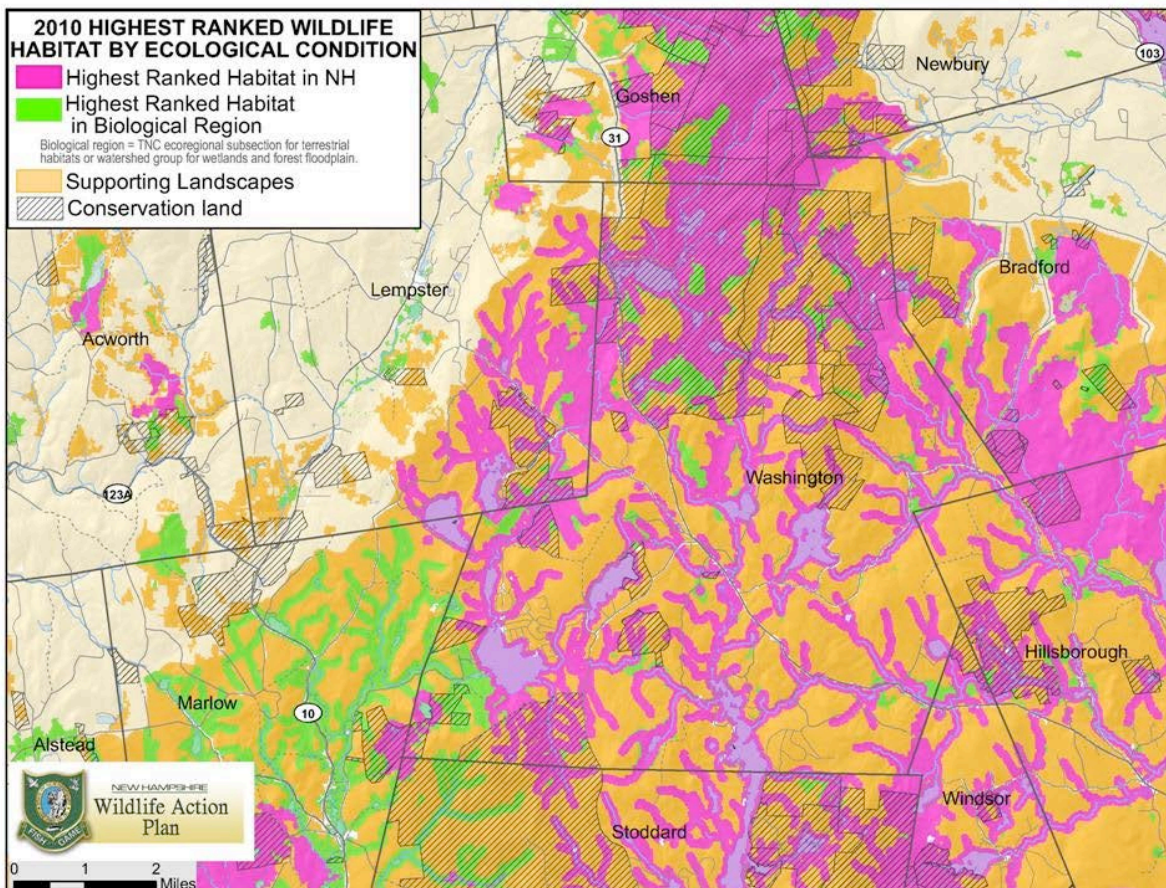 2010 HIGHEST RANKED WILDLIFE
HABITAT BY ECOLOGICAL CONDITION
Highest Ranked Habitat in NH
Highest Ranked Habitat
in Biological Region
Biological region = TNC ecoregional subsection for terrestrial
habitats or watershed group for wetlands and forest floodplain.
Supporting Landscapes
Conservation land
103
Newbury
Goshen
31
Bradford
Lempster
Acworth
Washington
123A
Hillsborough
Marlow
10
Alstead
Windsor
Stoddard
NEW HAMPSHIRE
Wildlife Action
Plan
FISH GAME
0 1 2
Miles